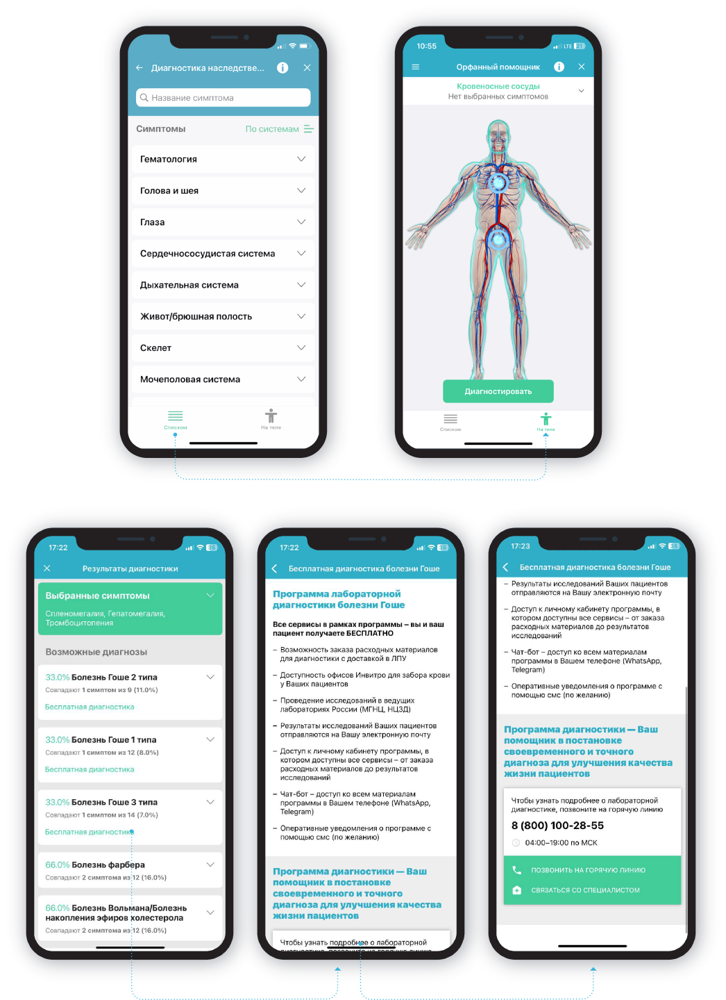 Диагностика наследстве...
Название симптома
Симптомы
По системам
Гематология
Голова и шея
Глаза
Сердечнососудистая система
Дыхательная система
Живот/брюшная полость
Скелет
Мочеполовая система
Списком
На теле
10:55
LTE 21
Орфанный помощник
Кровеносные сосуды
Нет выбранных симптомов
Диагностировать
Списком
На теле
17:22
36
Результаты диагностики
Выбранные симптомы
Спленомегалия, Гепатомегалия,
Тромбоцитопения
Возможные диагнозы
33.0% Болезнь Гоше 2 типа
Совпадают 1 симптом из 9 (11.0%)
Бесплатная диагностика
33.0% Болезнь Гоше 1 типа
Совпадают 1 симптом из 12 (8.0%)
Бесплатная диагностика
33.0% Болезнь Гоше 3 типа
Совпадают 1 симптом из 14 (7.0%)
Бесплатная диагностика
66.0% Болезнь фарбера
Совпадают 2 симптома из 12 (16.0%)
66.0% Болезнь Вольмана/Болезнь
накопления эфиров холестерола
Совпадают 2 симптома из 12 (16.0%)
17:22
36
Бесплатная диагностика болезни Гоше
Программа лабораторной
диагностики болезни Гоше
Все сервисы в рамках программы – вы и ваш
пациент получаете БЕСПЛАТНО
– Возможность заказа расходных материалов
для диагностики с доставкой в ЛПУ
– Доступность офисов Инвитро для забора крови
у Ваших пациентов
– Проведение исследований в ведущих
лабораториях России (МГНЦ, НЦЗД)
– Результаты исследований Ваших пациентов
отправляются на Вашу электронную почту
– Доступ к личному кабинету программы, в
котором доступны все сервисы – от заказа
расходных материалов до результатов
исследований
– Чат-бот – доступ ко всем материалам
программы в Вашем телефоне (WhatsApp,
Telegram)
– Оперативные уведомления о программе с
помощью смс (по желанию)
Программа диагностики — Ваш
помощник в постановке
своевременного и точного
диагноза для улучшения качества
жизни пациентов
Чтобы узнать подробнее о лабораторной
диагностике, позвоните на горячую линию
17:23
36
Бесплатная диагностика болезни Гоше
– Результаты исследований Ваших пациентов
отправляются на Вашу электронную почту
– Доступ к личному кабинету программы, в
котором доступны все сервисы – от заказа
расходных материалов до результатов
исследований
– Чат-бот – доступ ко всем материалам
программы в Вашем телефоне (WhatsApp,
Telegram)
– Оперативные уведомления о программе с
помощью смс (по желанию)
Программа диагностики — Ваш
помощник в постановке
своевременного и точного
диагноза для улучшения качества
жизни пациентов
Чтобы узнать подробнее о лабораторной
диагностике, позвоните на горячую линию
8 (800) 100-28-55
04:00–19:00 по МСК
ПОЗВОНИТЬ НА ГОРЯЧУЮ ЛИНИЮ
СВЯЗАТЬСЯ СО СПЕЦИАЛИСТОМ